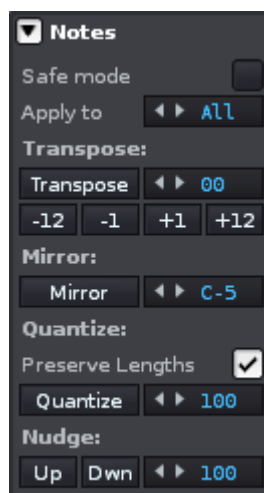 Notes
Safe mode
Apply to All
Transpose:
Transpose 00
-12 -1 +1 +12
Mirror:
Mirror C-5
Quantize:
Preserve Lengths
Quantize 100
Nudge:
Up Dwn 100